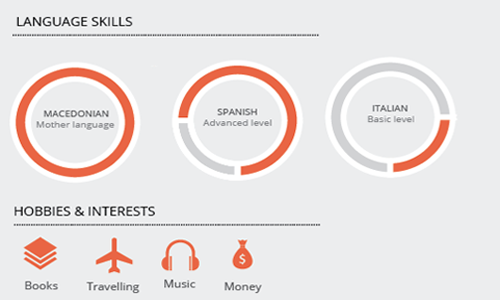 LANGUAGE SKILLS
MACEDONIAN
Mother language
SPANISH
Advanced level
ITALIAN
Basic level
HOBBIES & INTERESTS
Books
Travelling
Music
Money